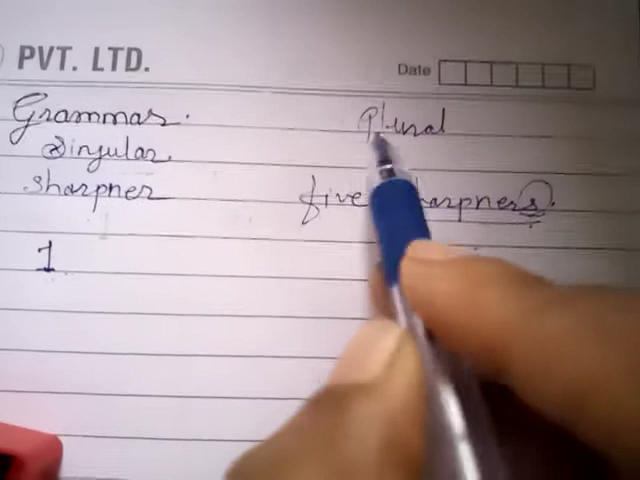 PVT. LTD.
Date
Grammar.
Plural
Singular
Sharpner
five sharpners.
1